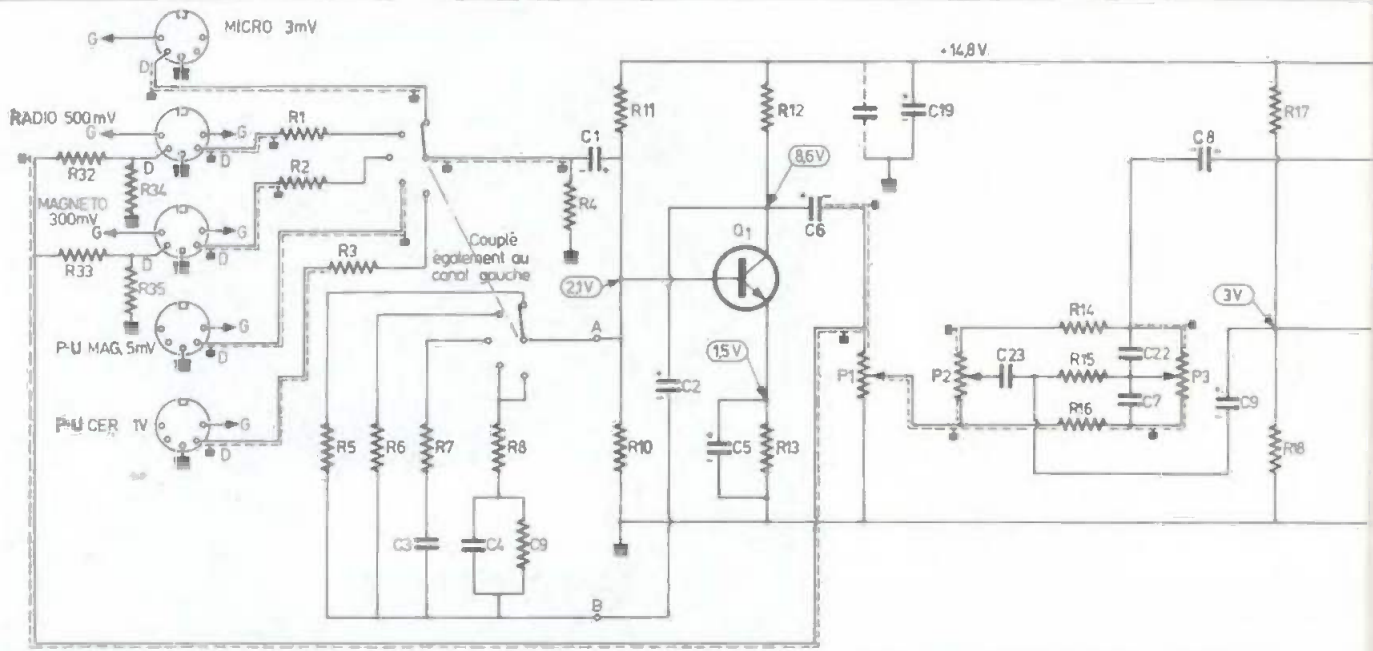 MICRO 3mV
G
D
+14,8V.
RADIO 500mV
G
G
D
D
R1
R32
R34
R2
MAGNETO
300mV
G
G
D
D
R33
R35
R3
P-U MAG. 5mV
G
D
P-U CER 1V
G
D
Couplé
également au
canal gauche
C1
R4
R11
R12
C19
R17
C8
8,6V
C6
Q1
2,1V
1,5V
3V
A
B
R5
R6
R7
R8
R10
C2
C5
R13
C3
C4
C9
P1
P2
C23
R14
R15
R16
C22
C7
P3
C9
R18